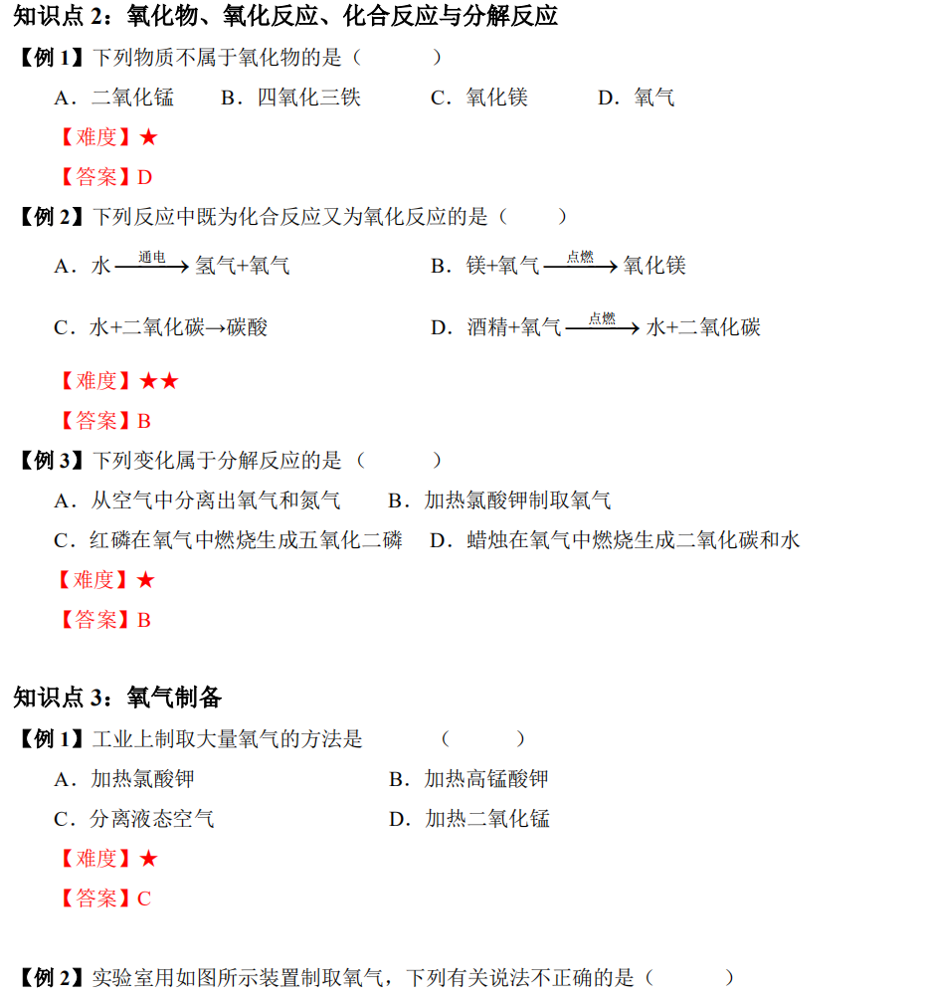 知识点 2：氧化物、氧化反应、化合反应与分解反应
【例 1】下列物质不属于氧化物的是（ ）
A．二氧化锰 B．四氧化三铁 C．氧化镁 D．氧气
【难度】★
【答案】D
【例 2】下列反应中既为化合反应又为氧化反应的是（ ）
A．水 —通电→ 氢气+氧气 B．镁+氧气 —点燃→ 氧化镁
C．水+二氧化碳→碳酸 D．酒精+氧气 —点燃→ 水+二氧化碳
【难度】★★
【答案】B
【例 3】下列变化属于分解反应的是 （ ）
A．从空气中分离出氧气和氮气 B．加热氯酸钾制取氧气
C．红磷在氧气中燃烧生成五氧化二磷 D．蜡烛在氧气中燃烧生成二氧化碳和水
【难度】★
【答案】B
知识点 3：氧气制备
【例 1】工业上制取大量氧气的方法是 （ ）
A．加热氯酸钾 B．加热高锰酸钾
C．分离液态空气 D．加热二氧化锰
【难度】★
【答案】C
【例 2】实验室用如图所示装置制取氧气，下列有关说法不正确的是（ ）